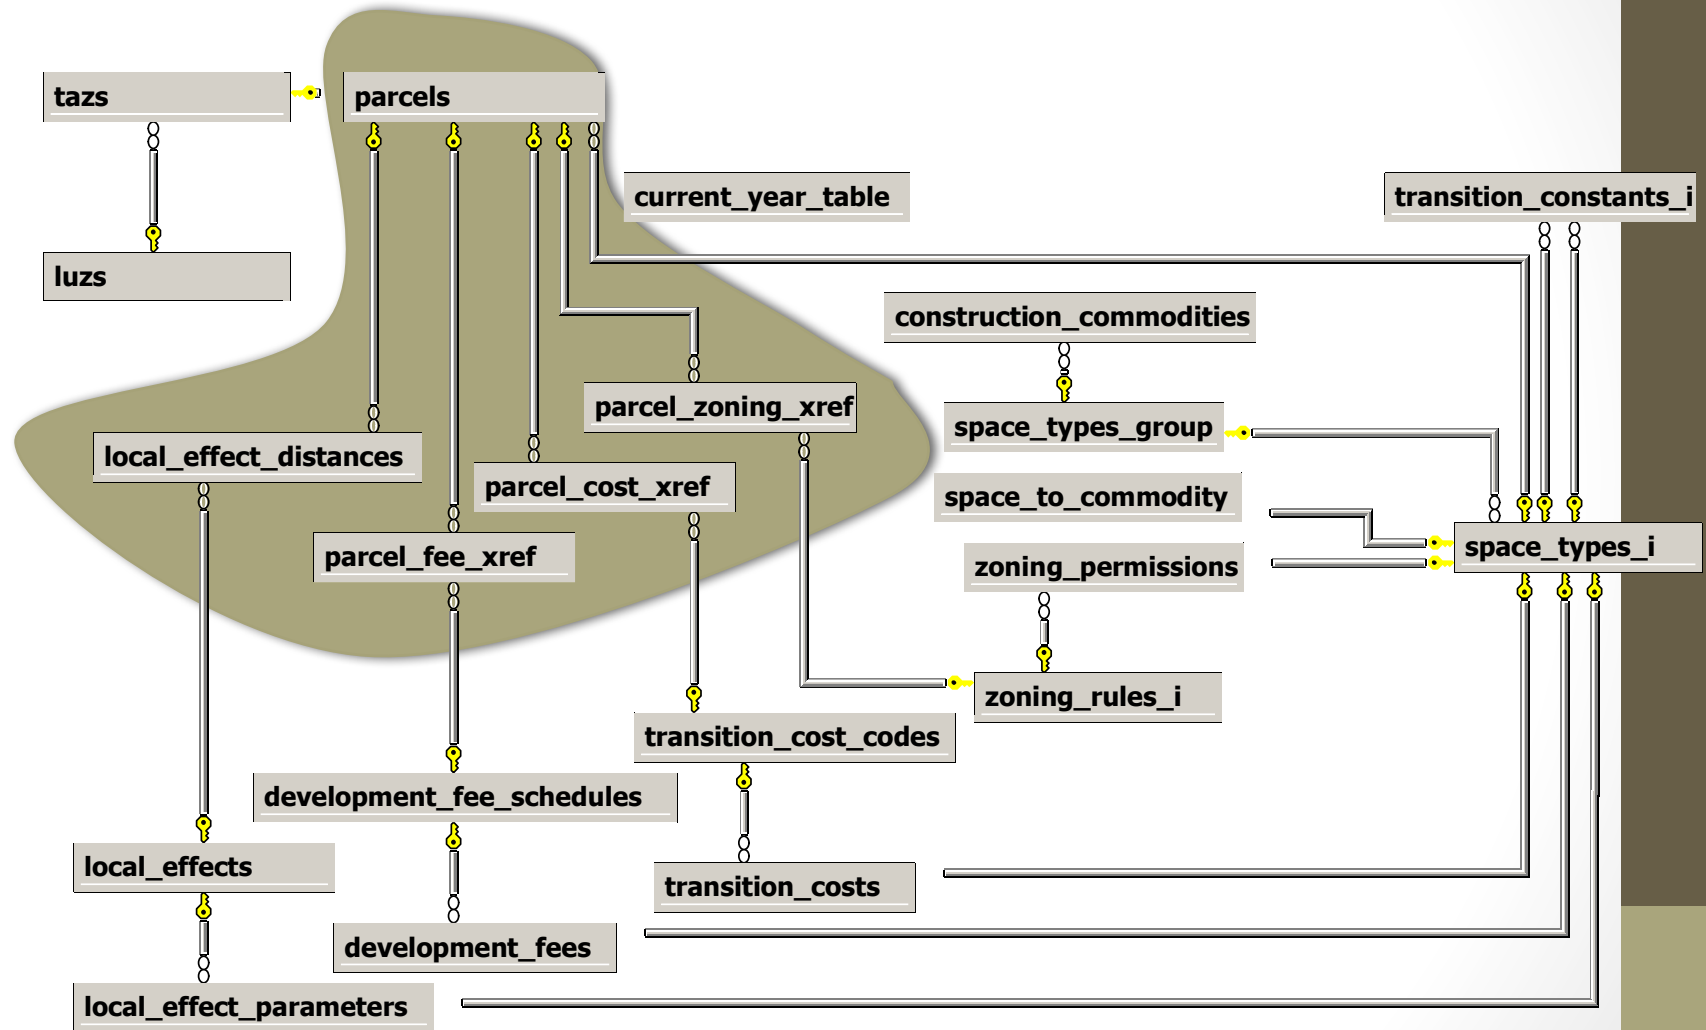 tazs
parcels
current_year_table
transition_constants_i
luzs
construction_commodities
parcel_zoning_xref
space_types_group
local_effect_distances
parcel_cost_xref
space_to_commodity
parcel_fee_xref
space_types_i
zoning_permissions
zoning_rules_i
transition_cost_codes
development_fee_schedules
local_effects
transition_costs
development_fees
local_effect_parameters